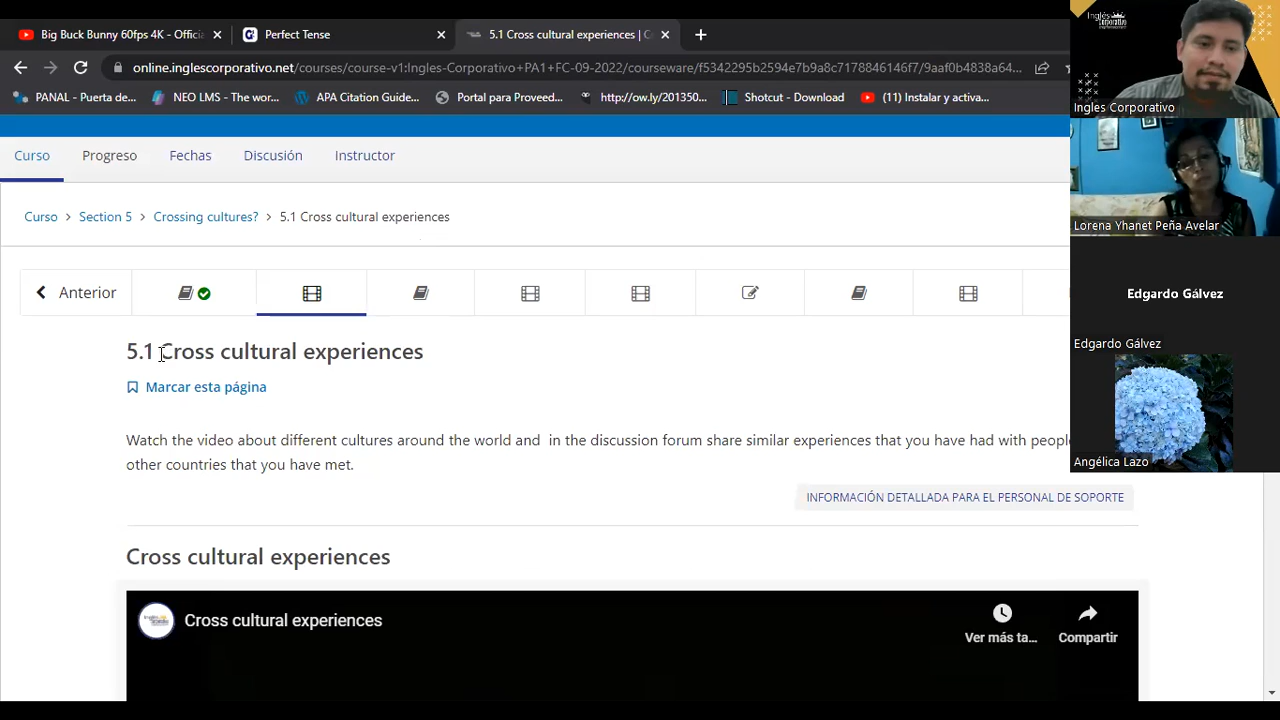 Big Buck Bunny 60fps 4K - Offici
Perfect Tense
5.1 Cross cultural experiences | C
online.inglescorporativo.net/courses/course-v1:Ingles-Corporativo+PA1+FC-09-2022/courseware/f5342295b2594e7b9a8c7178846146f7/9aaf0b4838a64...
PANAL - Puerta de...
NEO LMS - The wor...
APA Citation Guide...
Portal para Proveed...
http://ow.ly/201350...
Shotcut - Download
(11) Instalar y activa...
Curso
Progreso
Fechas
Discusión
Instructor
Curso > Section 5 > Crossing cultures? > 5.1 Cross cultural experiences
Anterior
5.1 Cross cultural experiences
Marcar esta página
Watch the video about different cultures around the world and in the discussion forum share similar experiences that you have had with people
other countries that you have met.
INFORMACIÓN DETALLADA PARA EL PERSONAL DE SOPORTE
Cross cultural experiences
Cross cultural experiences
Ver más ta...
Compartir
Inglés
Corporativo
Ingles Corporativo
Lorena Yhanet Peña Avelar
Edgardo Gálvez
Edgardo Gálvez
Angélica Lazo